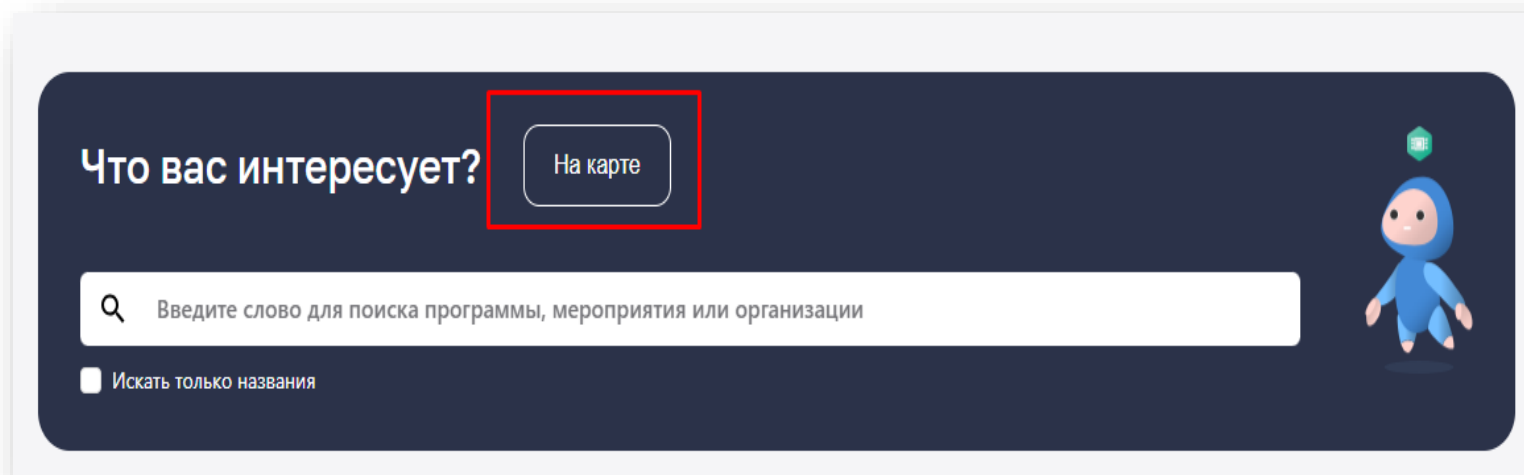 Что вас интересует?
На карте
Введите слово для поиска программы, мероприятия или организации
Искать только названия